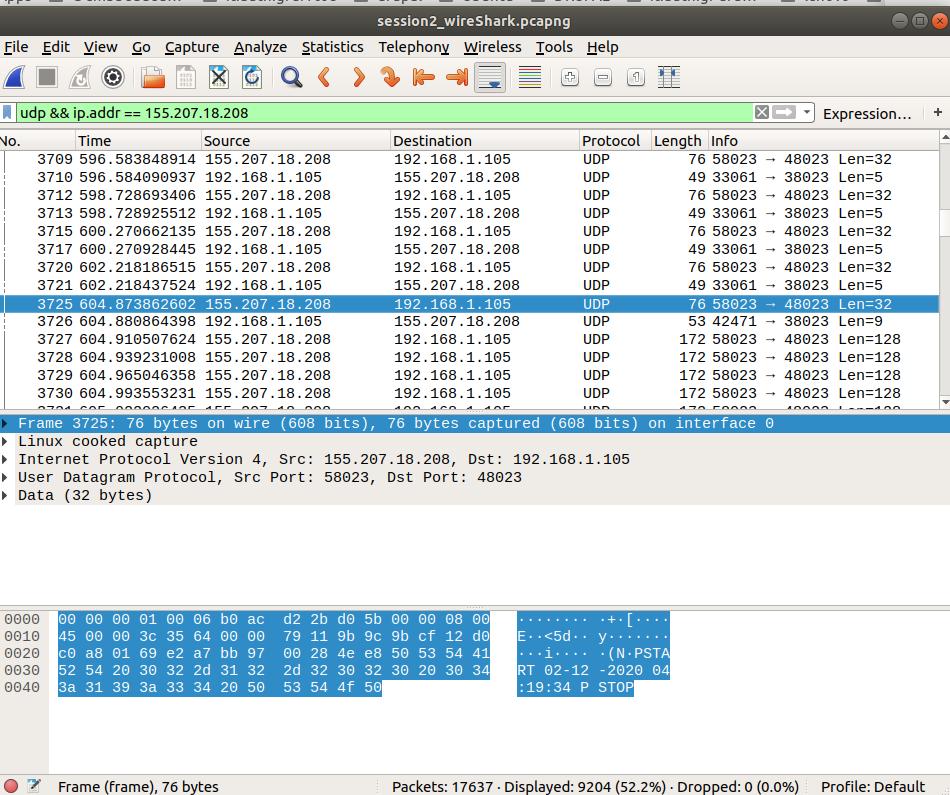 session2_wireShark.pcapng
File Edit View Go Capture Analyze Statistics Telephony Wireless Tools Help
udp && ip.addr == 155.207.18.208 Expression... +
No. Time Source Destination Protocol Length Info
3709 596.583848914 155.207.18.208 192.168.1.105 UDP 76 58023 → 48023 Len=32
3710 596.584090937 192.168.1.105 155.207.18.208 UDP 49 33061 → 38023 Len=5
3712 598.728693406 155.207.18.208 192.168.1.105 UDP 76 58023 → 48023 Len=32
3713 598.728925512 192.168.1.105 155.207.18.208 UDP 49 33061 → 38023 Len=5
3715 600.270662135 155.207.18.208 192.168.1.105 UDP 76 58023 → 48023 Len=32
3717 600.270928445 192.168.1.105 155.207.18.208 UDP 49 33061 → 38023 Len=5
3720 602.218186515 155.207.18.208 192.168.1.105 UDP 76 58023 → 48023 Len=32
3721 602.218437524 192.168.1.105 155.207.18.208 UDP 49 33061 → 38023 Len=5
3725 604.873862602 155.207.18.208 192.168.1.105 UDP 76 58023 → 48023 Len=32
3726 604.880864398 192.168.1.105 155.207.18.208 UDP 53 42471 → 38023 Len=9
3727 604.910507624 155.207.18.208 192.168.1.105 UDP 172 58023 → 48023 Len=128
3728 604.939231008 155.207.18.208 192.168.1.105 UDP 172 58023 → 48023 Len=128
3729 604.965046358 155.207.18.208 192.168.1.105 UDP 172 58023 → 48023 Len=128
3730 604.993553231 155.207.18.208 192.168.1.105 UDP 172 58023 → 48023 Len=128
Frame 3725: 76 bytes on wire (608 bits), 76 bytes captured (608 bits) on interface 0
Linux cooked capture
Internet Protocol Version 4, Src: 155.207.18.208, Dst: 192.168.1.105
User Datagram Protocol, Src Port: 58023, Dst Port: 48023
Data (32 bytes)
0000 00 00 00 01 00 06 b0 ac d2 2b d0 5b 00 00 08 00 ········ ·+·[····
0010 45 00 00 3c 35 64 00 00 79 11 9b 9c 9b cf 12 d0 E··<5d·· y·······
0020 c0 a8 01 69 e2 a7 bb 97 00 28 4e e8 50 53 54 41 ···i···· ·(N·PSTA
0030 52 54 20 30 32 2d 31 32 2d 32 30 32 30 20 30 34 RT 02-12 -2020 04
0040 3a 31 39 3a 33 34 20 50 53 54 4f 50 :19:34 P STOP
Frame (frame), 76 bytes Packets: 17637 · Displayed: 9204 (52.2%) · Dropped: 0 (0.0%) Profile: Default